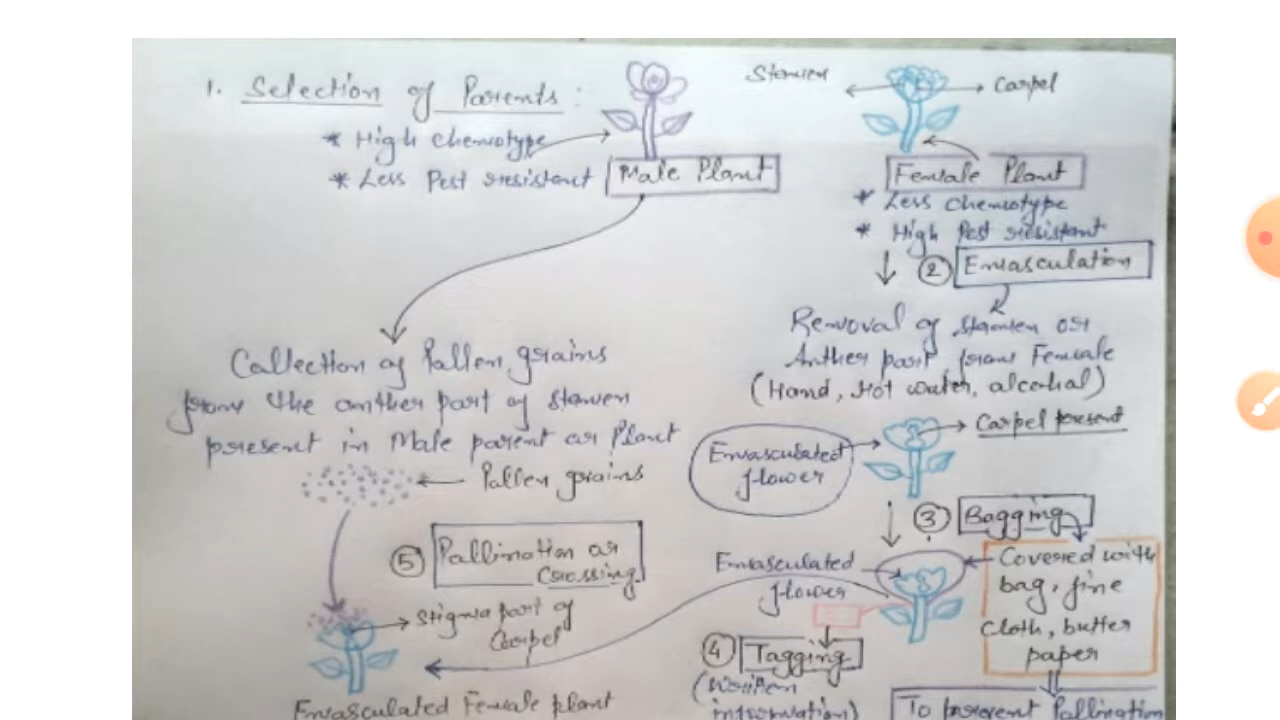 1. Selection of Parents:
* High Chemotype
* Less Pest resistant
Male Plant
Stamen
Carpel
Female Plant
* Less Chemotype
* High Pest resistant
② Emasculation
Removal of stamen or
Anther part from Female
(Hand, Hot water, alcohal)
Collection of Pollen grains
from the anther part of stamen
present in Male parent or Plant
Pollen grains
Emasculated
flower
Carpel present
③ Bagging
Emasculated
flower
Covered with
bag, fine
cloth, butter
paper
⑤ Pollination or
Crossing
Stigma part of
Carpel
④ Tagging
(Written
information)
Emasculated Female plant
To prevent Pollination